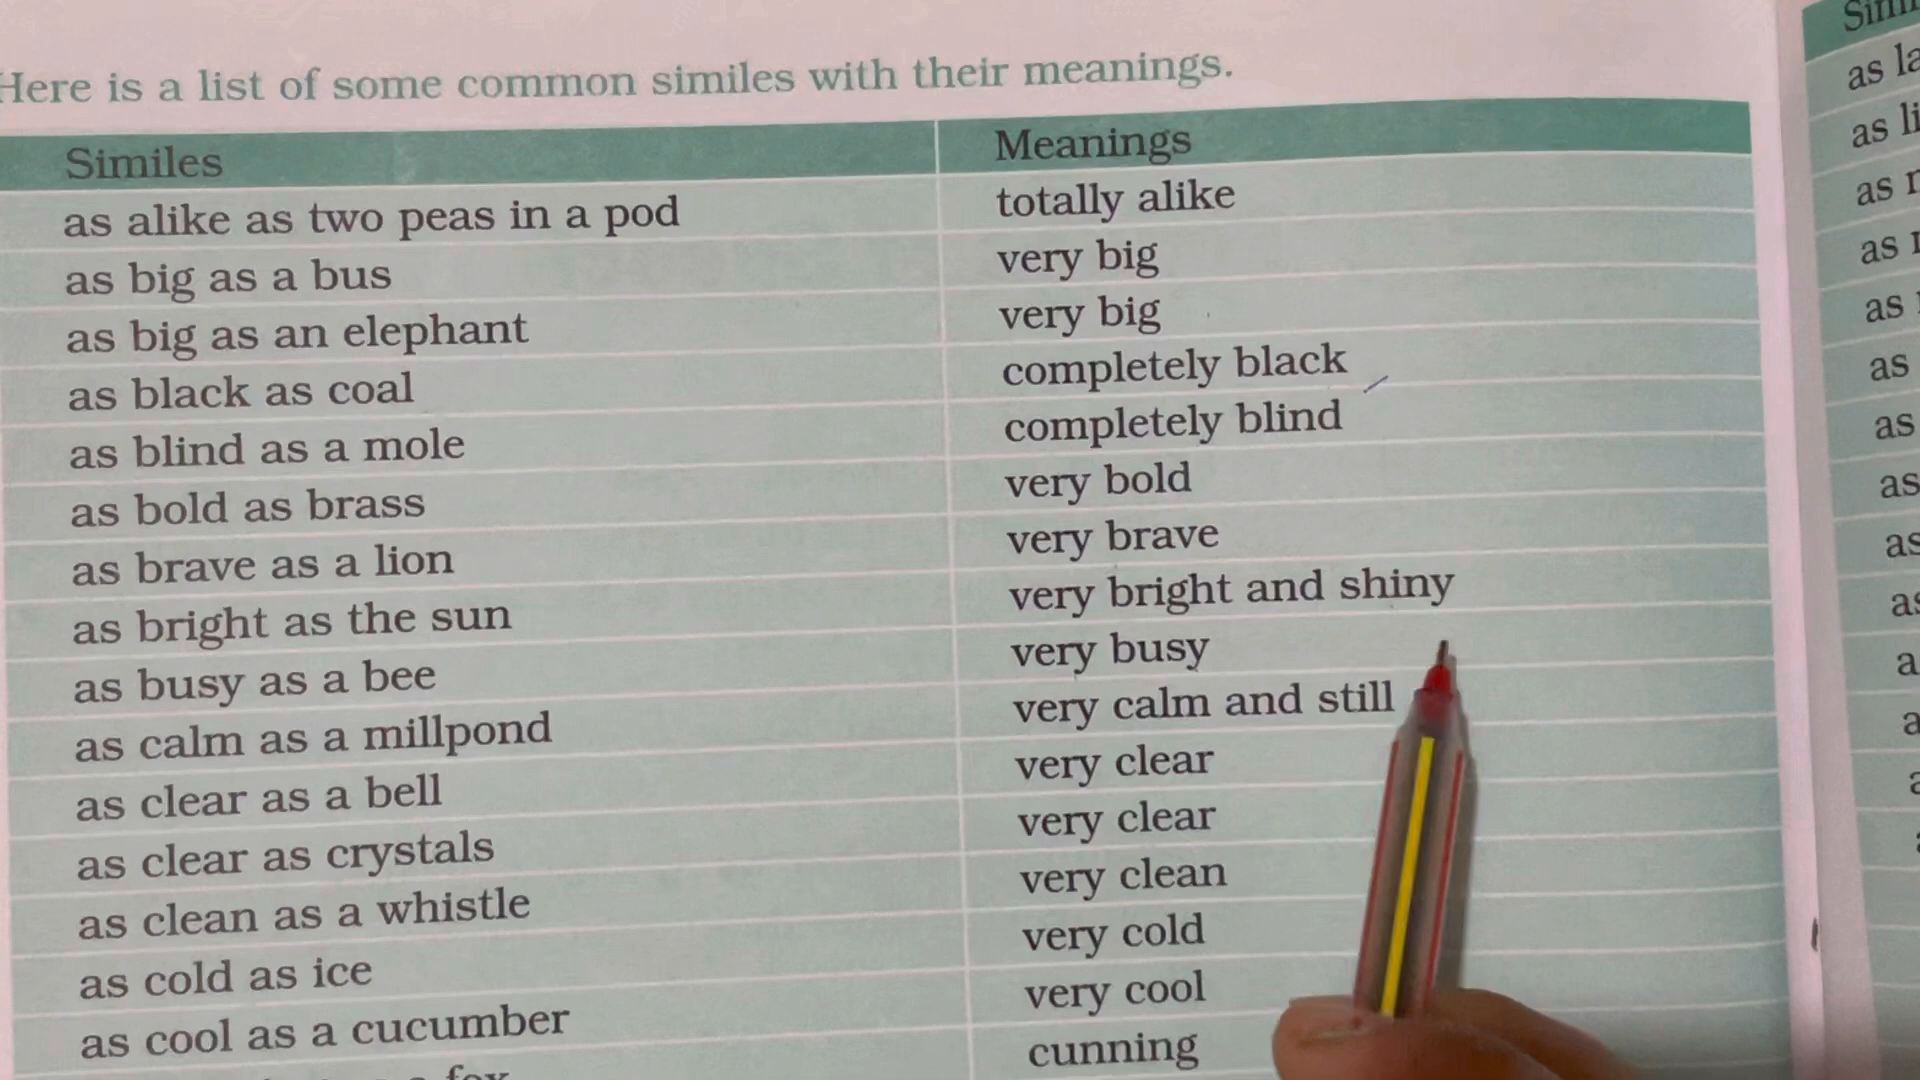 Here is a list of some common similes with their meanings.
Similes Meanings
as alike as two peas in a pod totally alike
as big as a bus very big
as big as an elephant very big
as black as coal completely black
as blind as a mole completely blind
as bold as brass very bold
as brave as a lion very brave
as bright as the sun very bright and shiny
as busy as a bee very busy
as calm as a millpond very calm and still
as clear as a bell very clear
as clear as crystals very clear
as clean as a whistle very clean
as cold as ice very cold
as cool as a cucumber very cool
fox cunning
as
as
as
as
as
as
as
as
as